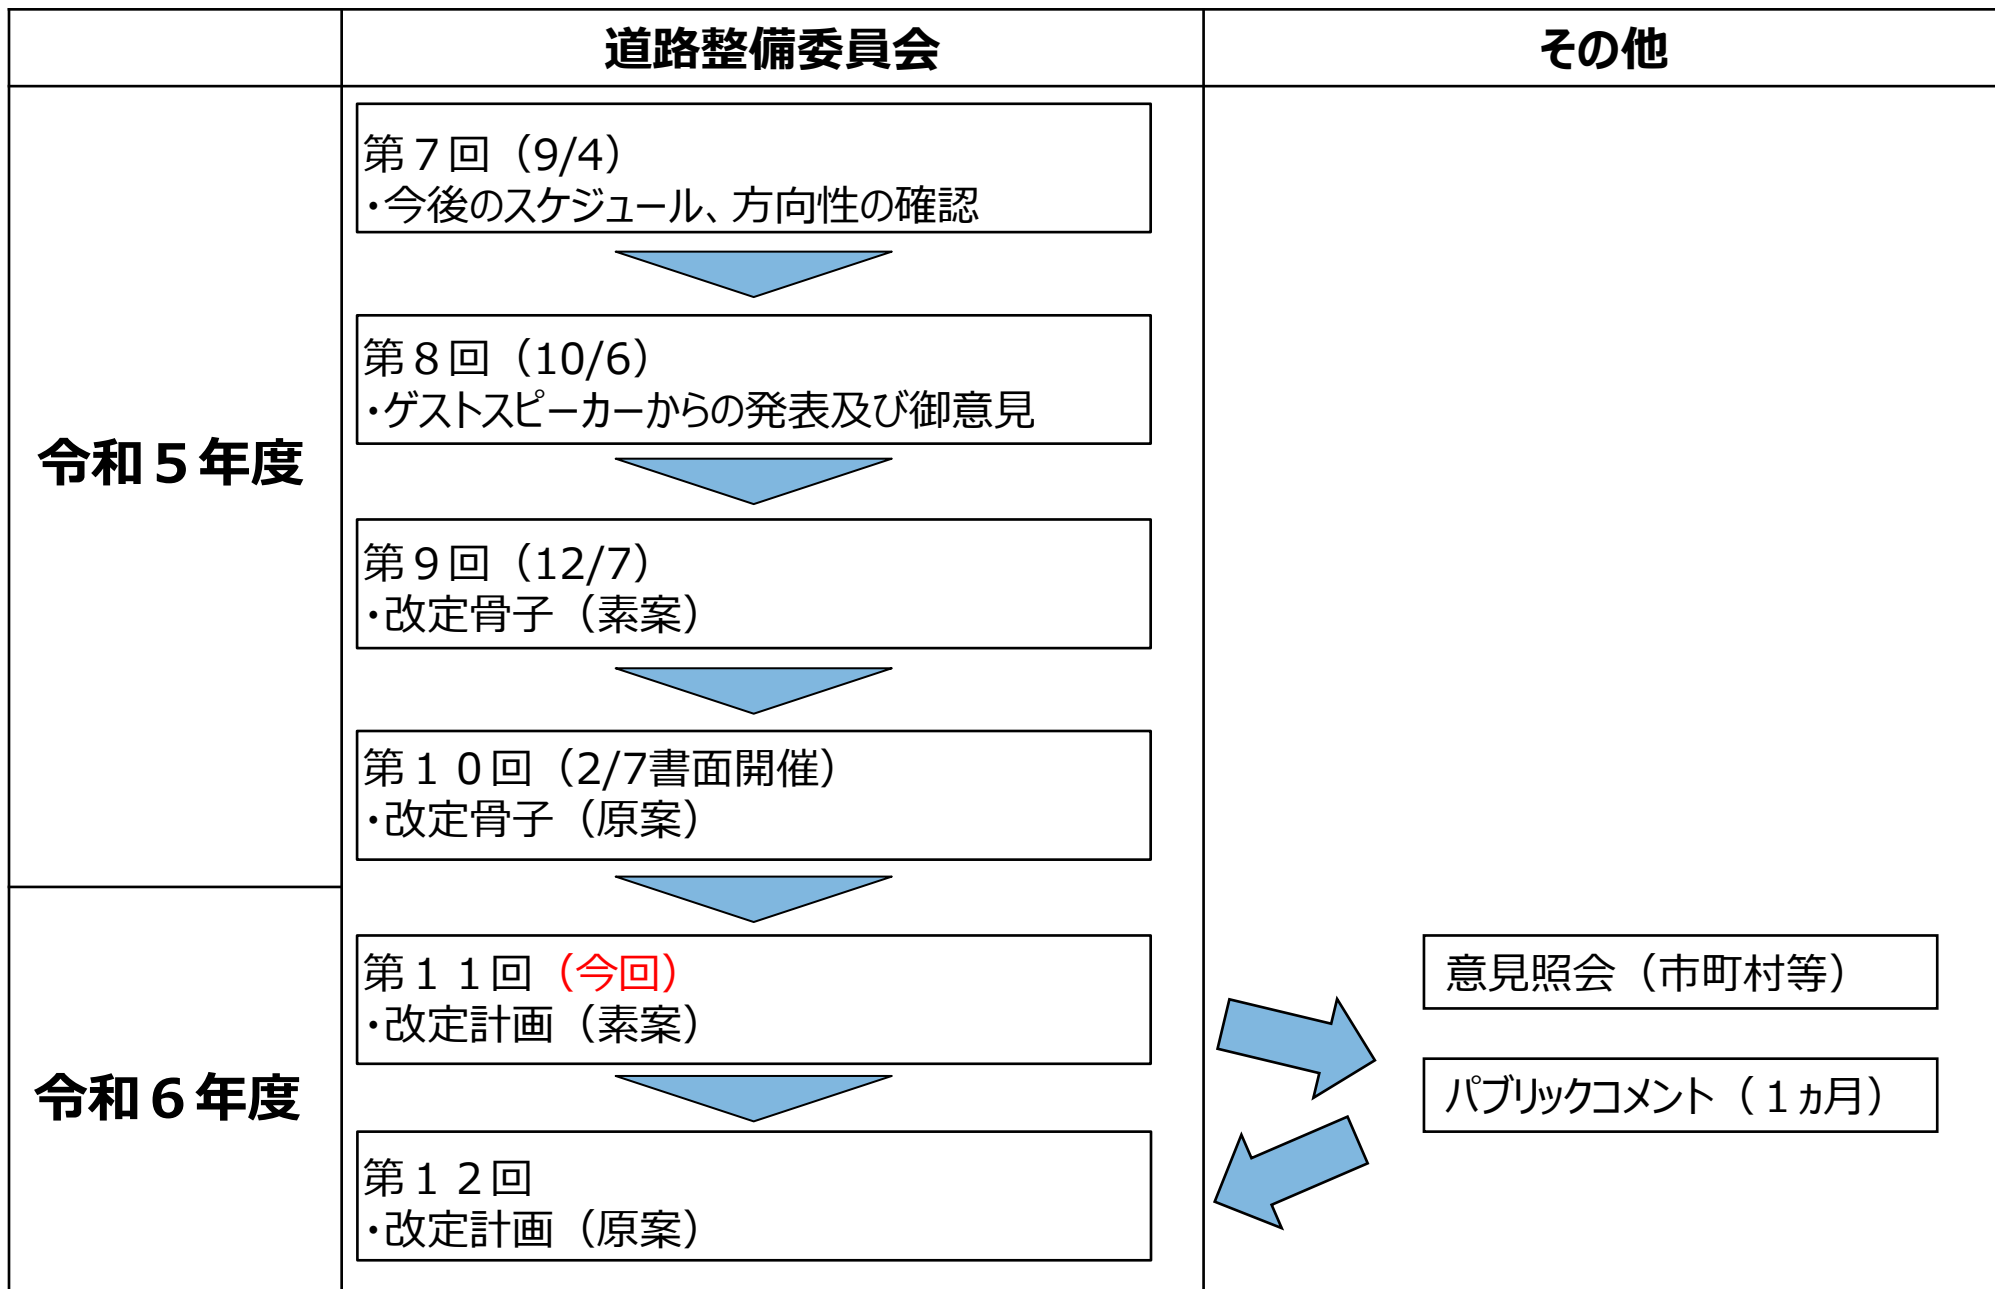 道路整備委員会
その他
令和５年度
第７回（9/4）
・今後のスケジュール、方向性の確認
第８回（10/6）
・ゲストスピーカーからの発表及び御意見
第９回（12/7）
・改定骨子（素案）
第１０回（2/7書面開催）
・改定骨子（原案）
令和６年度
第１１回（今回）
・改定計画（素案）
第１２回
・改定計画（原案）
意見照会（市町村等）
パブリックコメント（１ヵ月）